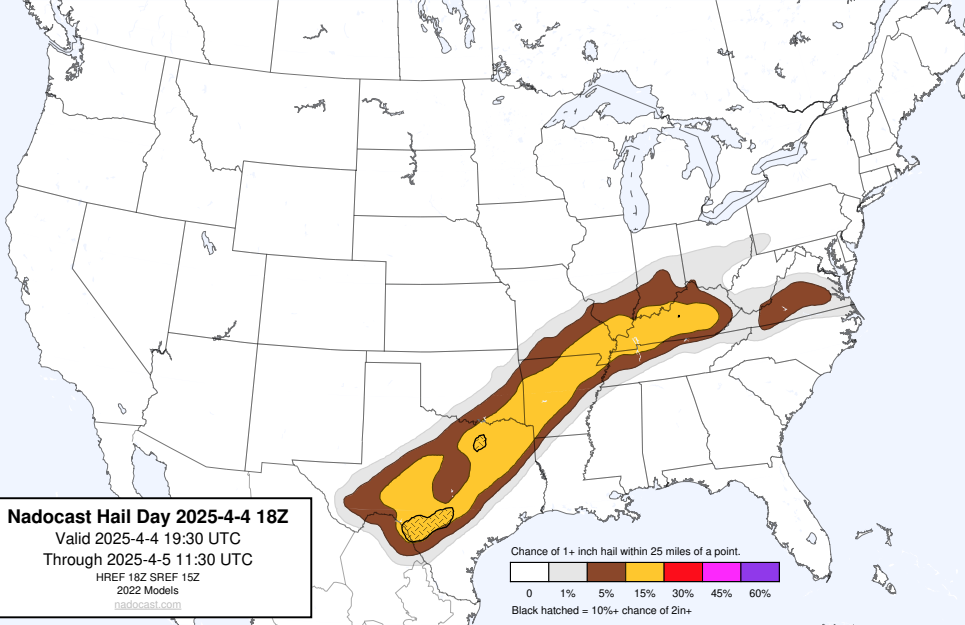 Nadocast Hail Day 2025-4-4 18Z
Valid 2025-4-4 19:30 UTC
Through 2025-4-5 11:30 UTC
HREF 18Z SREF 15Z
2022 Models
nadocast.com
Chance of 1+ inch hail within 25 miles of a point.
0 1% 5% 15% 30% 45% 60%
Black hatched = 10%+ chance of 2in+